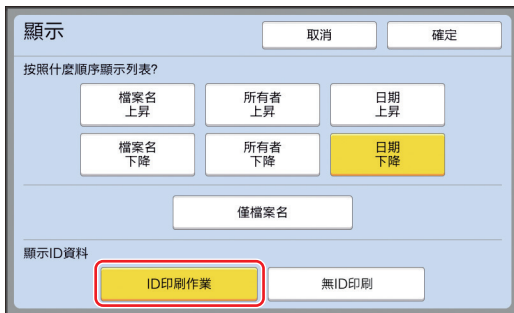 顯示
取消
確定
按照什麼順序顯示列表?
檔案名
上昇
所有者
上昇
日期
上昇
檔案名
下降
所有者
下降
日期
下降
僅檔案名
顯示ID資料
ID印刷作業
無ID印刷